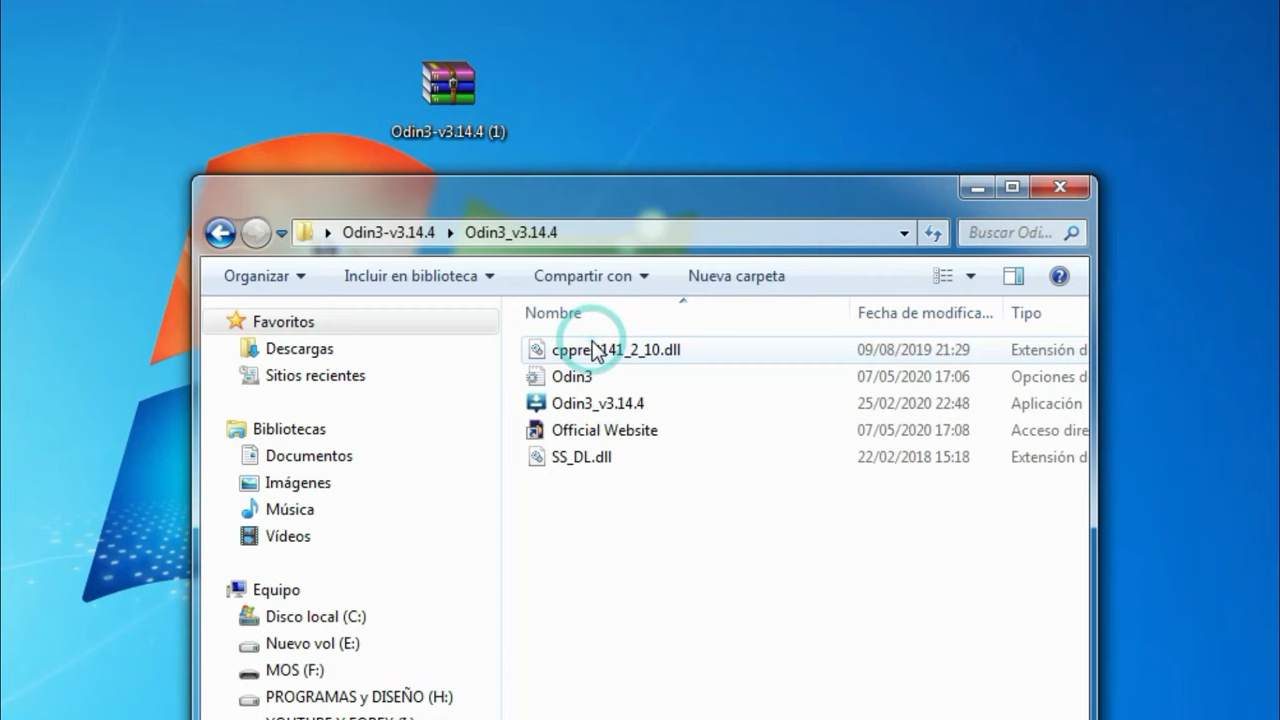 Odin3-v3.14.4 (1)
Odin3-v3.14.4 Odin3_v3.14.4 Buscar Odi...
Organizar Incluir en biblioteca Compartir con Nueva carpeta
Nombre Fecha de modifica... Tipo
Favoritos
Descargas
Sitios recientes
Bibliotecas
Documentos
Imágenes
Música
Vídeos
Equipo
Disco local (C:)
Nuevo vol (E:)
MOS (F:)
PROGRAMAS y DISEÑO (H:)
09/08/2019 21:29 Extensión d
Odin3 07/05/2020 17:06 Opciones de
Odin3_v3.14.4 25/02/2020 22:48 Aplicación
Official Website 07/05/2020 17:08 Acceso dire
SS_DL.dll 22/02/2018 15:18 Extensión d